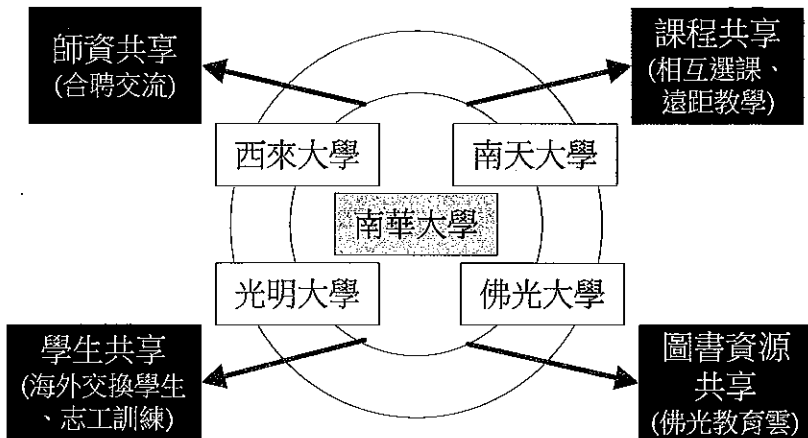 師資共享
(合聘交流)
課程共享
(相互選課、
遠距教學)
西來大學
南天大學
南華大學
光明大學
佛光大學
學生共享
(海外交換學生
、志工訓練)
圖書資源
共享
(佛光教育雲)